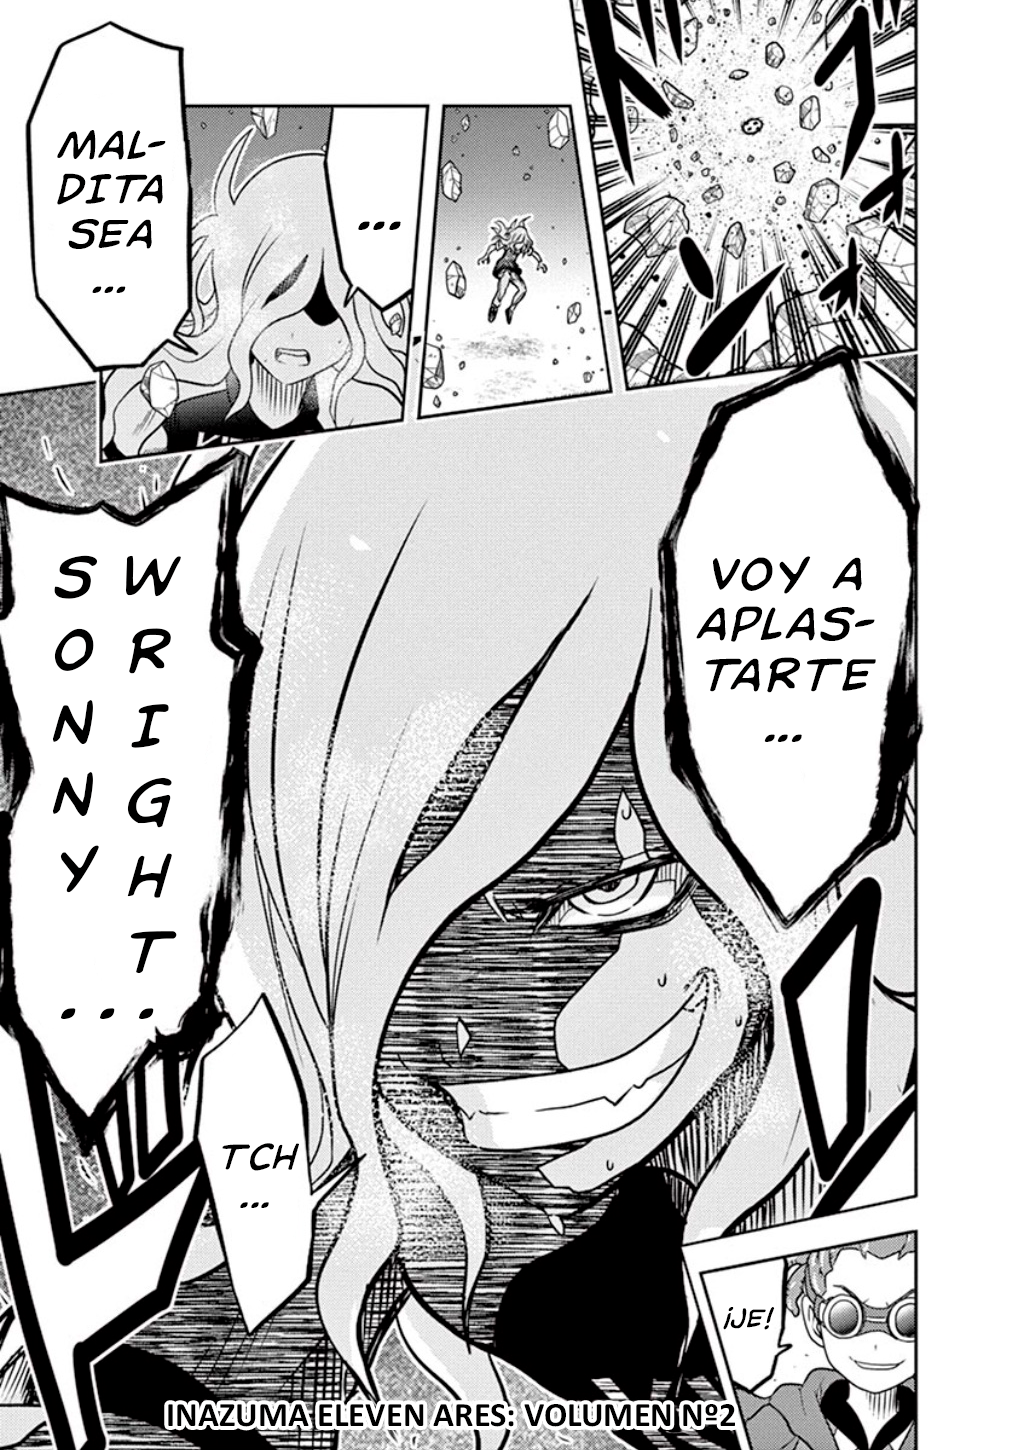 ...
MAL-
DITA
SEA
...
VOY A
APLAS-
TARTE
...
WRIGHT...
SONNY...
TCH
...
¡JE!
INAZUMA ELEVEN ARES: VOLUMEN Nº2